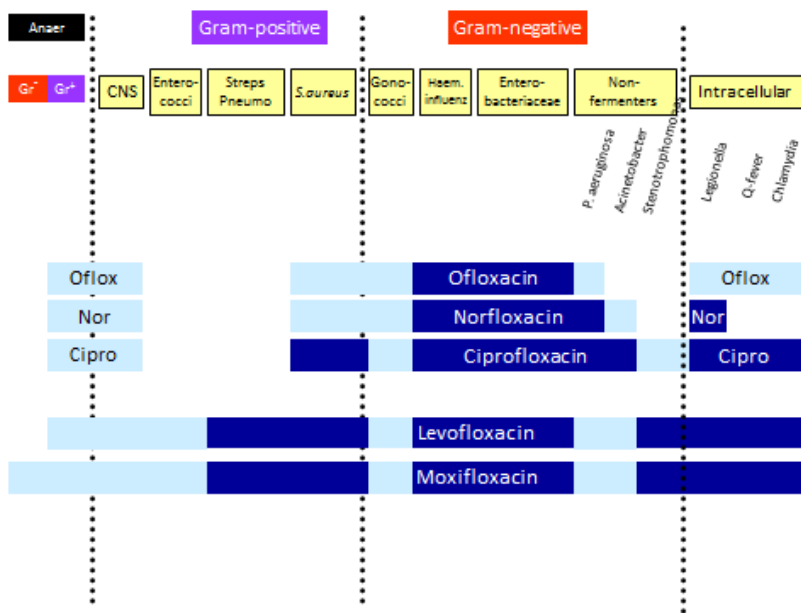 Anaer
Gram-positive
Gram-negative
Gr⁻
Gr⁺
CNS
Entero-
cocci
Streps
Pneumo
S.aureus
Gono-
cocci
Haem.
influenz
Entero-
bacteriaceae
Non-
fermenters
Intracellular
P. aeruginosa
Acinetobacter
Stenotrophomonas
Legionella
Q-fever
Chlamydia
Oflox
Ofloxacin
Oflox
Nor
Norfloxacin
Nor
Cipro
Ciprofloxacin
Cipro
Levofloxacin
Moxifloxacin